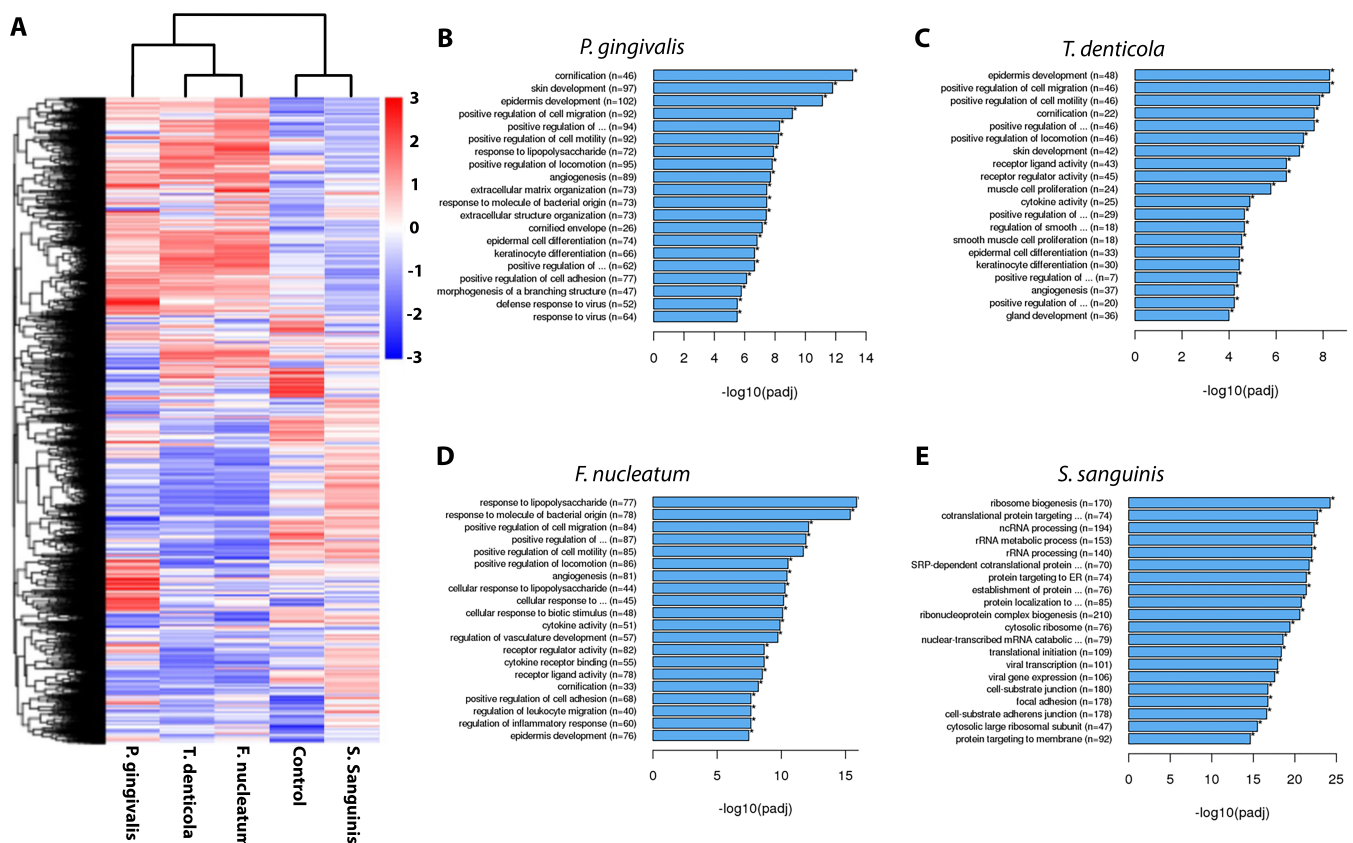 A
3
2
1
0
-1
-2
-3
P. gingivalis
T. denticola
F. nucleatum
Control
S. Sanguinis
B
P. gingivalis
cornification (n=46)
skin development (n=97)
epidermis development (n=102)
positive regulation of cell migration (n=92)
positive regulation of ... (n=94)
positive regulation of cell motility (n=92)
response to lipopolysaccharide (n=72)
positive regulation of locomotion (n=95)
angiogenesis (n=89)
extracellular matrix organization (n=73)
response to molecule of bacterial origin (n=73)
extracellular structure organization (n=73)
cornified envelope (n=26)
epidermal cell differentiation (n=74)
keratinocyte differentiation (n=66)
positive regulation of ... (n=62)
positive regulation of cell adhesion (n=77)
morphogenesis of a branching structure (n=47)
defense response to virus (n=52)
response to virus (n=64)
0 2 4 6 8 10 12 14
-log10(padj)
C
T. denticola
epidermis development (n=48)
positive regulation of cell migration (n=46)
positive regulation of cell motility (n=46)
cornification (n=22)
positive regulation of ... (n=46)
positive regulation of locomotion (n=46)
skin development (n=42)
receptor ligand activity (n=43)
receptor regulator activity (n=45)
muscle cell proliferation (n=24)
cytokine activity (n=25)
positive regulation of ... (n=29)
regulation of smooth ... (n=18)
smooth muscle cell proliferation (n=18)
epidermal cell differentiation (n=33)
keratinocyte differentiation (n=30)
positive regulation of ... (n=7)
angiogenesis (n=37)
positive regulation of ... (n=20)
gland development (n=36)
0 2 4 6 8
-log10(padj)
D
F. nucleatum
response to lipopolysaccharide (n=77)
response to molecule of bacterial origin (n=78)
positive regulation of cell migration (n=84)
positive regulation of ... (n=87)
positive regulation of cell motility (n=85)
positive regulation of locomotion (n=86)
angiogenesis (n=81)
cellular response to lipopolysaccharide (n=44)
cellular response to ... (n=45)
cellular response to biotic stimulus (n=48)
cytokine activity (n=51)
regulation of vasculature development (n=57)
receptor regulator activity (n=82)
cytokine receptor binding (n=55)
receptor ligand activity (n=78)
cornification (n=33)
positive regulation of cell adhesion (n=68)
regulation of leukocyte migration (n=40)
regulation of inflammatory response (n=60)
epidermis development (n=76)
0 5 10 15
-log10(padj)
E
S. sanguinis
ribosome biogenesis (n=170)
cotranslational protein targeting ... (n=74)
ncRNA processing (n=194)
rRNA metabolic process (n=153)
rRNA processing (n=140)
SRP-dependent cotranslational protein ... (n=70)
protein targeting to ER (n=74)
establishment of protein ... (n=76)
protein localization to ... (n=85)
ribonucleoprotein complex biogenesis (n=210)
cytosolic ribosome (n=76)
nuclear-transcribed mRNA catabolic ... (n=79)
translational initiation (n=109)
viral transcription (n=101)
viral gene expression (n=106)
cell-substrate junction (n=180)
focal adhesion (n=178)
cell-substrate adherens junction (n=178)
cytosolic large ribosomal subunit (n=47)
protein targeting to membrane (n=92)
0 5 10 15 20 25
-log10(padj)